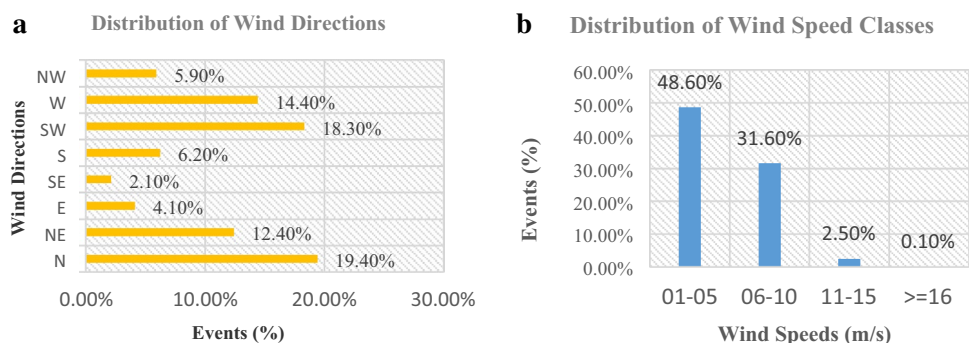 a
Distribution of Wind Directions
Wind Directions
NW
5.90%
W
14.40%
SW
18.30%
S
6.20%
SE
2.10%
E
4.10%
NE
12.40%
N
19.40%
0.00% 10.00% 20.00% 30.00%
Events (%)
b
Distribution of Wind Speed Classes
Events (%)
60.00%
50.00%
40.00%
30.00%
20.00%
10.00%
0.00%
48.60%
31.60%
2.50%
0.10%
01-05 06-10 11-15 >=16
Wind Speeds (m/s)